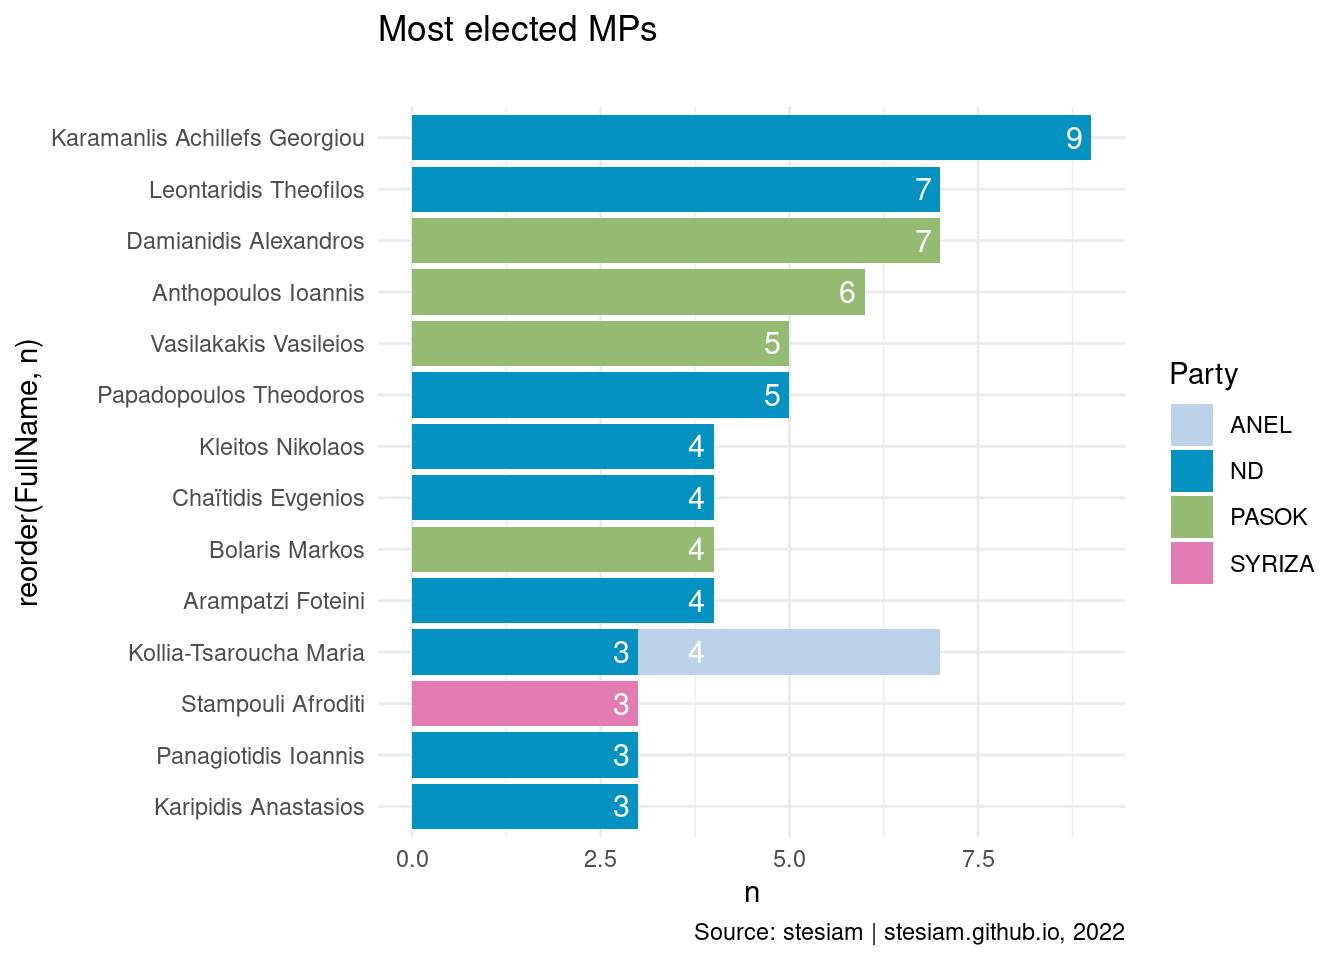 Most elected MPs
Karamanlis Achillefs Georgiou 9
Leontaridis Theofilos 7
Damianidis Alexandros 7
Anthopoulos Ioannis 6
Vasilakakis Vasileios 5
Papadopoulos Theodoros 5
Kleitos Nikolaos 4
Chaïtidis Evgenios 4
Bolaris Markos 4
Arampatzi Foteini 4
Kollia-Tsaroucha Maria 3 4
Stampouli Afroditi 3
Panagiotidis Ioannis 3
Karipidis Anastasios 3
reorder(FullName, n)
0.0 2.5 5.0 7.5
n
Party
ANEL
ND
PASOK
SYRIZA
Source: stesiam | stesiam.github.io, 2022